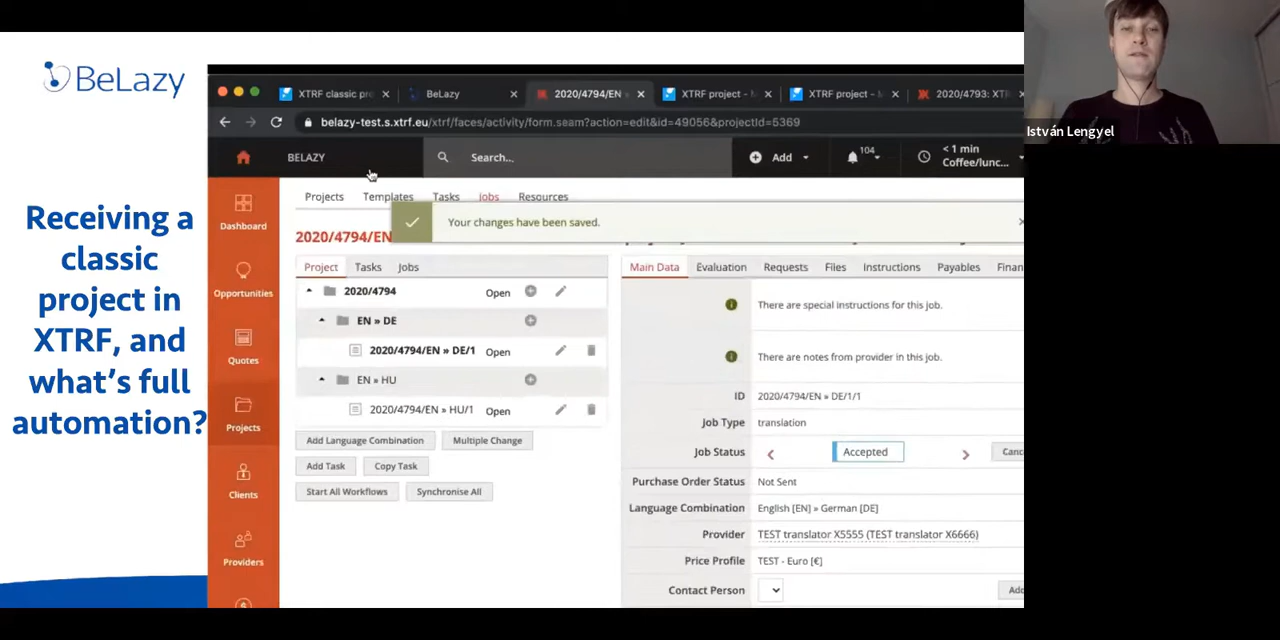 BeLazy
Receiving a
classic
project in
XTRF, and
what's full
automation?
XTRF classic pro
BeLazy
2020/4794/EN
XTRF project -
XTRF project -
2020/4793: XTR
belazy-test.s.xtrf.eu/xtrf/faces/activity/form.seam?action=edit&id=49056&projectId=5369
BELAZY
Search...
Add
104
< 1 min
Coffee/lunc...
Projects
Templates
Tasks
Jobs
Resources
Your changes have been saved.
2020/4794/EN
Project
Tasks
Jobs
2020/4794
Open
EN » DE
2020/4794/EN » DE/1
Open
EN » HU
2020/4794/EN » HU/1
Open
Add Language Combination
Multiple Change
Add Task
Copy Task
Start All Workflows
Synchronise All
Dashboard
Opportunities
Quotes
Projects
Clients
Providers
Main Data
Evaluation
Requests
Files
Instructions
Payables
Finan
There are special instructions for this job.
There are notes from provider in this job.
ID 2020/4794/EN » DE/1/1
Job Type translation
Job Status Accepted Canc
Purchase Order Status Not Sent
Language Combination English [EN] » German [DE]
Provider TEST translator X5555 (TEST translator X6666)
Price Profile TEST - Euro [€]
Contact Person Add
István Lengyel